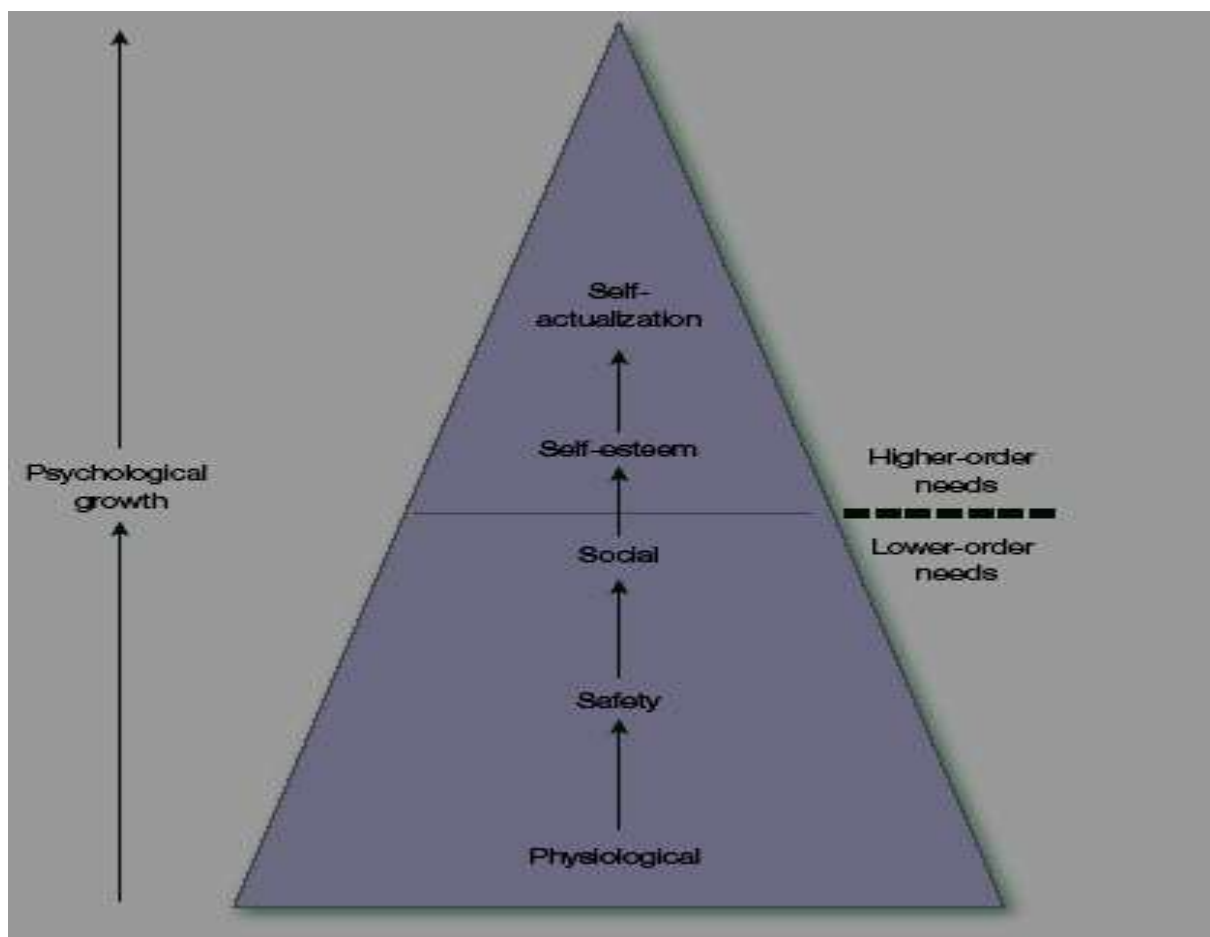 Self-
actualization
Self-esteem
Psychological
growth
Higher-order
needs
Lower-order
needs
Social
Safety
Physiological